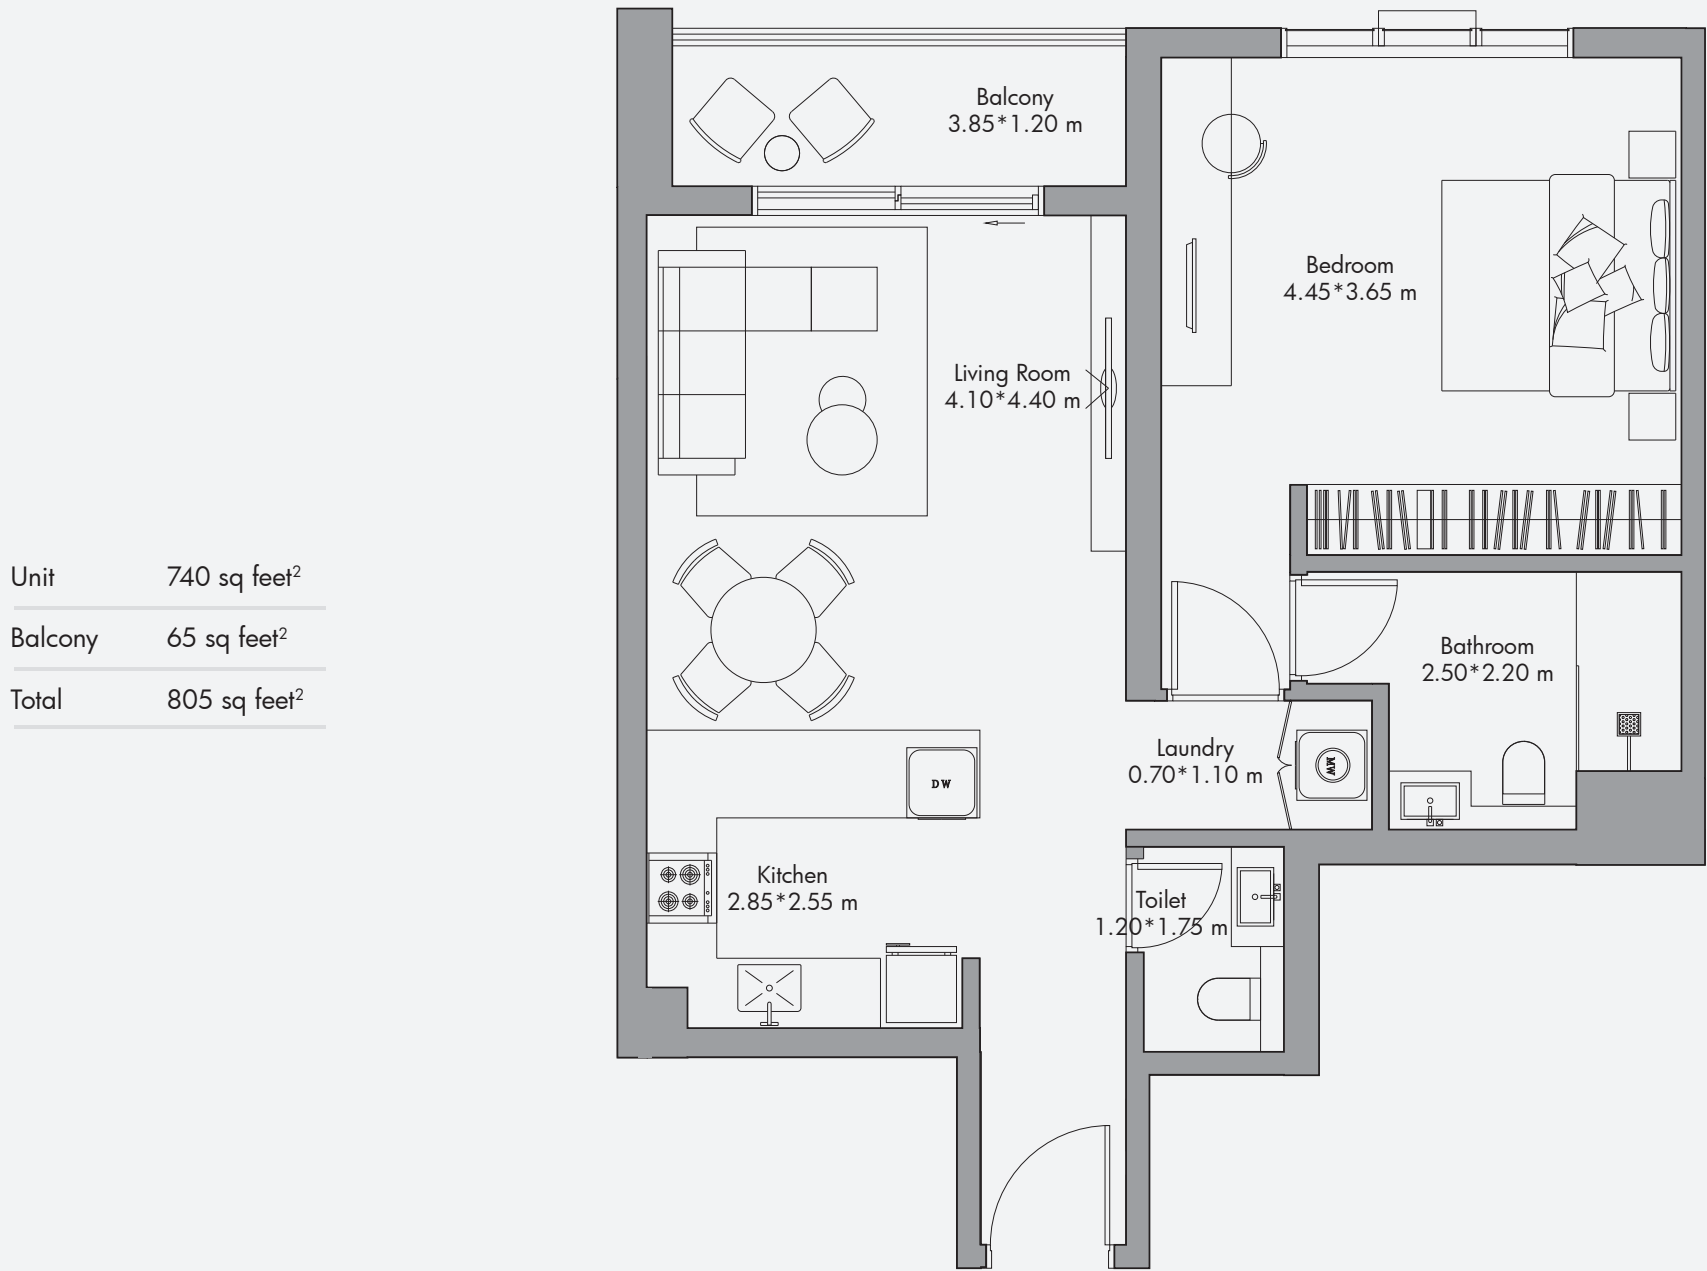 Unit 740 sq feet²
Balcony 65 sq feet²
Total 805 sq feet²
Balcony
3.85*1.20 m
Bedroom
4.45*3.65 m
Living Room
4.10*4.40 m
Bathroom
2.50*2.20 m
Laundry
0.70*1.10 m
MW
DW
Kitchen
2.85*2.55 m
Toilet
1.20*1.75 m